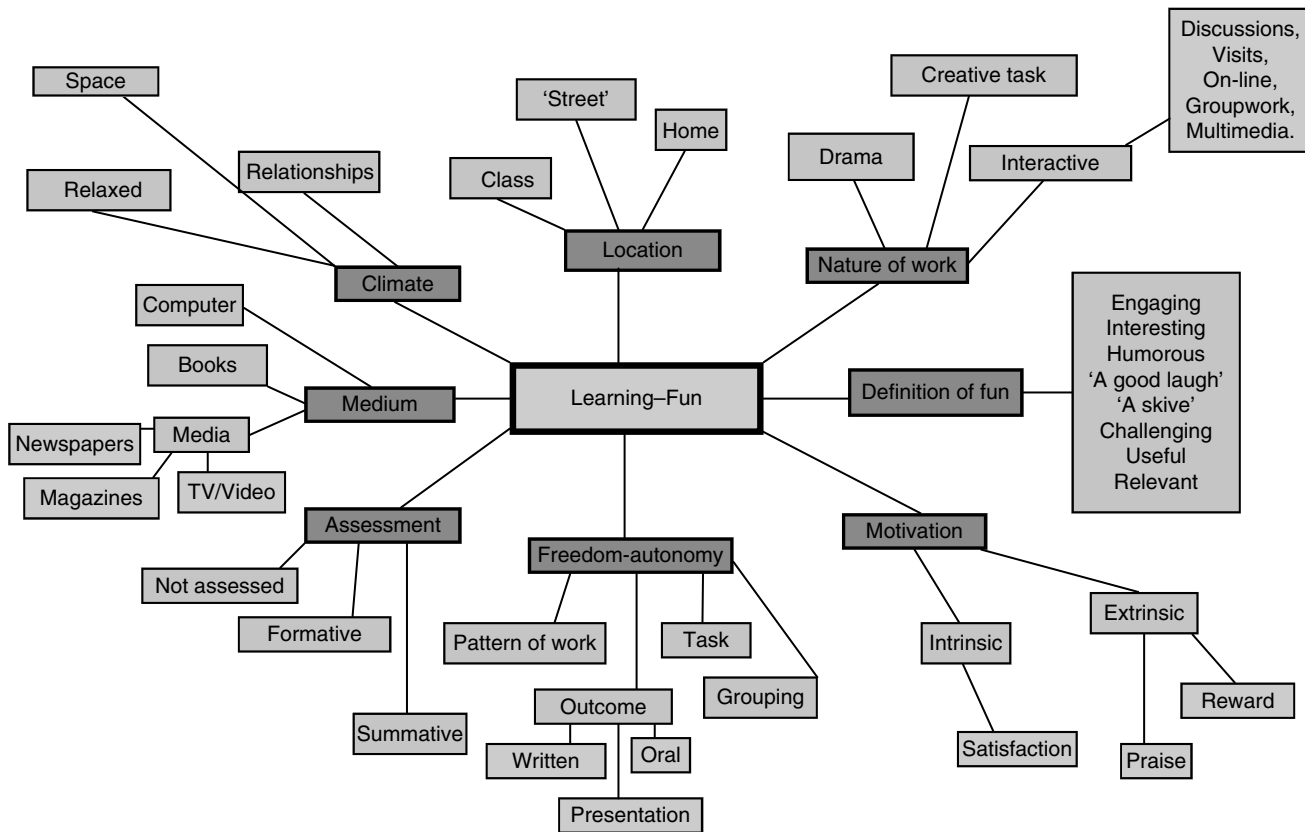 Space
'Street'
Creative task
Discussions,
Visits,
On-line,
Groupwork,
Multimedia.
Home
Drama
Interactive
Relationships
Class
Relaxed
Location
Nature of work
Climate
Computer
Engaging
Interesting
Humorous
'A good laugh'
'A skive'
Challenging
Useful
Relevant
Books
Learning–Fun
Definition of fun
Medium
Newspapers
Media
Magazines
TV/Video
Assessment
Motivation
Freedom-autonomy
Not assessed
Formative
Pattern of work
Task
Intrinsic
Extrinsic
Grouping
Reward
Outcome
Summative
Written
Oral
Satisfaction
Praise
Presentation